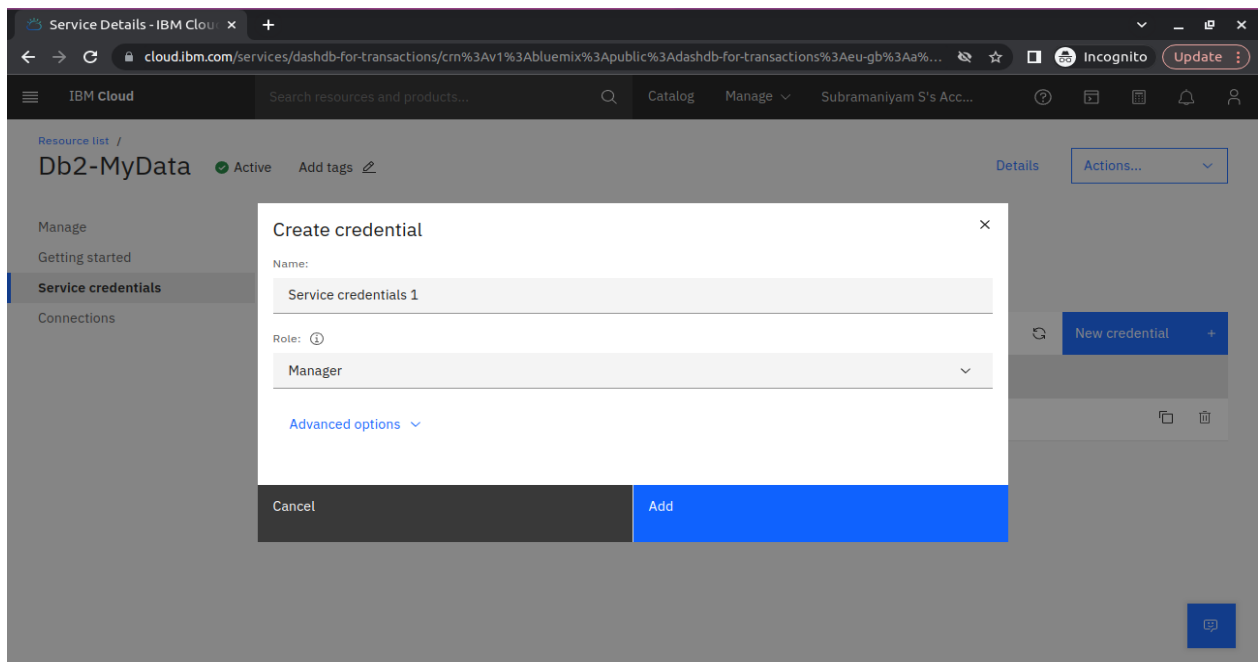 Service Details - IBM Clou
cloud.ibm.com/services/dashdb-for-transactions/crn%3Av1%3Abluemix%3Apublic%3Adashdb-for-transactions%3Aeu-gb%3Aa%... Incognito Update
IBM Cloud Search resources and products... Catalog Manage Subramaniyam S's Acc...
Resource list /
Db2-MyData Active Add tags Details Actions...
Manage
Getting started
Service credentials
Connections
New credential +
Create credential
Name:
Service credentials 1
Role:
Manager
Advanced options
Cancel Add